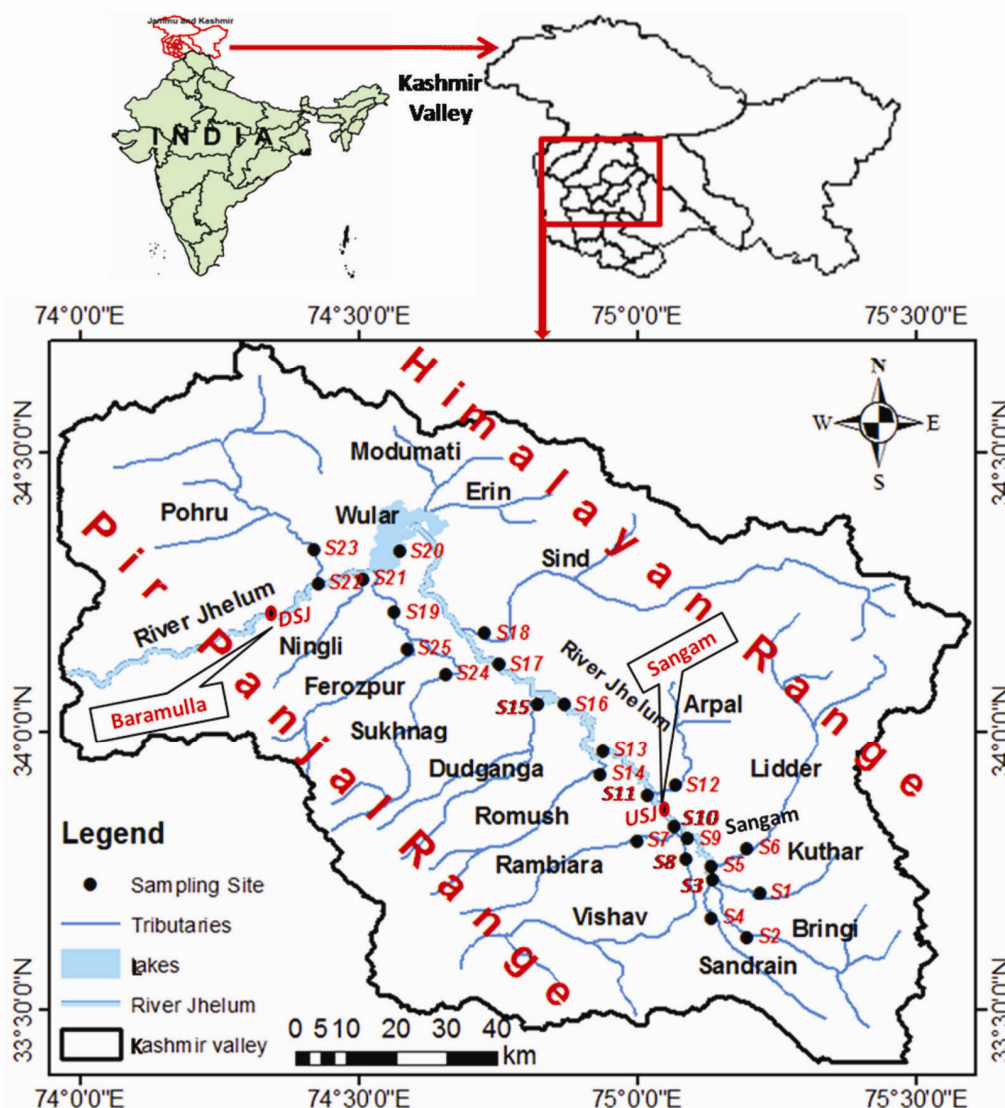 Jammu and Kashmir
INDIA
Kashmir
Valley
74°0'0"E 74°30'0"E 75°0'0"E 75°30'0"E
34°30'0"N
34°0'0"N
33°30'0"N
34°30'0"N
34°0'0"N
33°30'0"N
Himalayan Range
Pir Panjal Range
N
W E
S
Modumati
Erin
Pohru
Wular
Sind
S23
S20
S22
S21
DSJ
River Jhelum
S19
Ningli
S18
S25
S24
S17
Ferozpur
River Jhelum
Sangam
Baramulla
Arpal
S15
S16
Sukhnag
S13
Dudganga
S14
Lidder
S12
S11
Romush
USJ
S10
Sangam
S9
S7
S6
Kuthar
Rambiara
S8
S5
S3
S1
Vishav
S4
Bringi
S2
Sandrain
Legend
Sampling Site
Tributaries
Lakes
River Jhelum
Kashmir valley
0 5 10 20 30 40
km
74°0'0"E 74°30'0"E 75°0'0"E 75°30'0"E